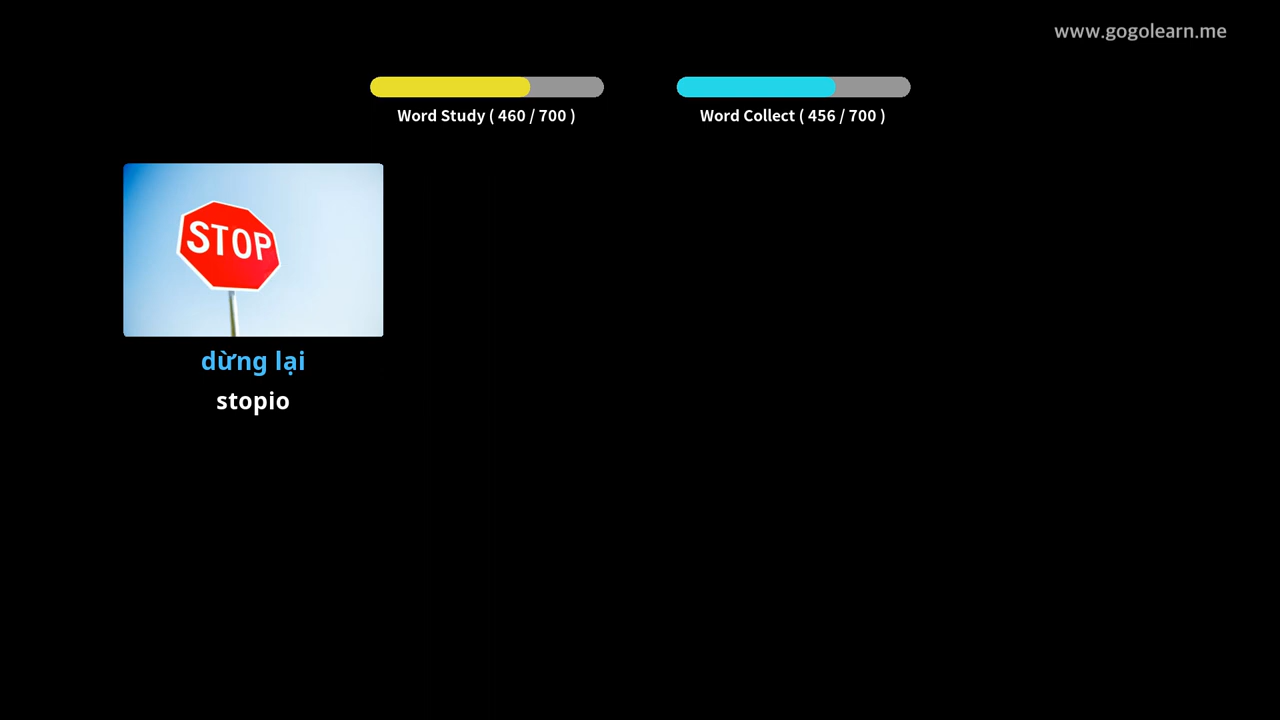 www.gogolearn.me
Word Study ( 460 / 700 )
Word Collect ( 456 / 700 )
STOP
dừng lại
stopio